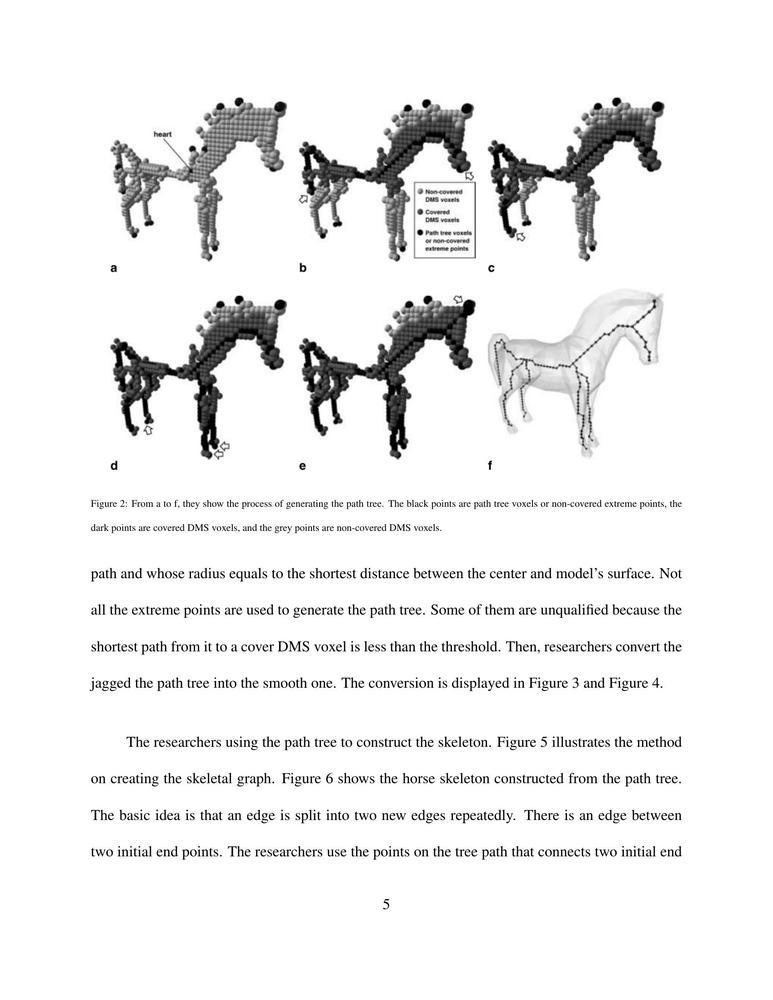 heart
Non-covered
DMS voxels
Covered
DMS voxels
Path tree voxels
or non-covered
extreme points
a
b
c
d
e
f
Figure 2: From a to f, they show the process of generating the path tree. The black points are path tree voxels or non-covered extreme points, the
dark points are covered DMS voxels, and the grey points are non-covered DMS voxels.
path and whose radius equals to the shortest distance between the center and model's surface. Not
all the extreme points are used to generate the path tree. Some of them are unqualified because the
shortest path from it to a cover DMS voxel is less than the threshold. Then, researchers convert the
jagged the path tree into the smooth one. The conversion is displayed in Figure 3 and Figure 4.
The researchers using the path tree to construct the skeleton. Figure 5 illustrates the method
on creating the skeletal graph. Figure 6 shows the horse skeleton constructed from the path tree.
The basic idea is that an edge is split into two new edges repeatedly. There is an edge between
two initial end points. The researchers use the points on the tree path that connects two initial end
5